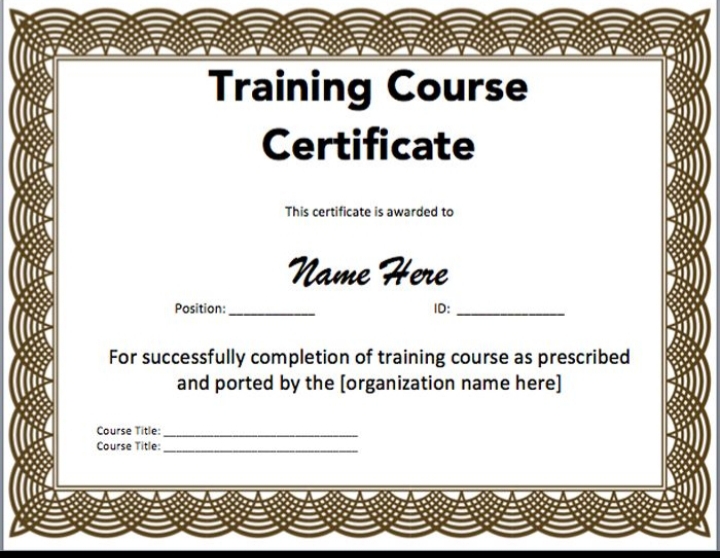 Training Course
Certificate
This certificate is awarded to
Name Here
Position: ____________ ID: _______________
For successfully completion of training course as prescribed
and ported by the [organization name here]
Course Title: ______________________________
Course Title: ______________________________